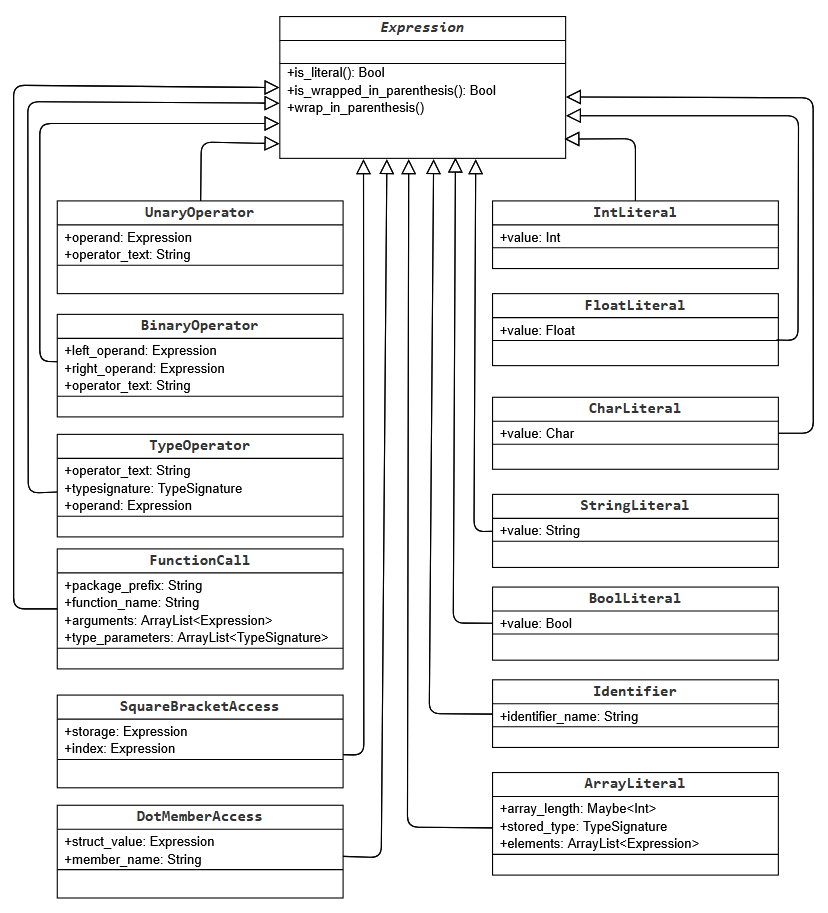 Expression
+is_literal(): Bool
+is_wrapped_in_parenthesis(): Bool
+wrap_in_parenthesis()
UnaryOperator
+operand: Expression
+operator_text: String
BinaryOperator
+left_operand: Expression
+right_operand: Expression
+operator_text: String
TypeOperator
+operator_text: String
+typesignature: TypeSignature
+operand: Expression
FunctionCall
+package_prefix: String
+function_name: String
+arguments: ArrayList<Expression>
+type_parameters: ArrayList<TypeSignature>
SquareBracketAccess
+storage: Expression
+index: Expression
DotMemberAccess
+struct_value: Expression
+member_name: String
IntLiteral
+value: Int
FloatLiteral
+value: Float
CharLiteral
+value: Char
StringLiteral
+value: String
BoolLiteral
+value: Bool
Identifier
+identifier_name: String
ArrayLiteral
+array_length: Maybe<Int>
+stored_type: TypeSignature
+elements: ArrayList<Expression>